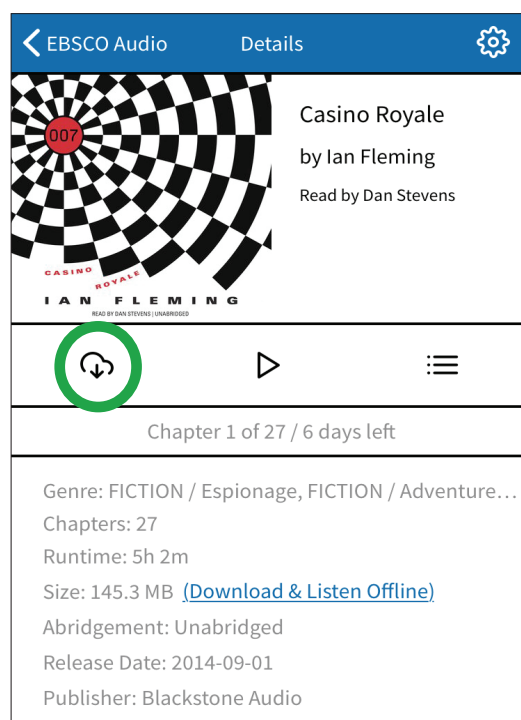 EBSCO Audio
Details
007
CASINO
ROYALE
IAN FLEMING
READ BY DAN STEVENS | UNABRIDGED
Casino Royale
by Ian Fleming
Read by Dan Stevens
Chapter 1 of 27 / 6 days left
Genre: FICTION / Espionage, FICTION / Adventure...
Chapters: 27
Runtime: 5h 2m
Size: 145.3 MB (Download & Listen Offline)
Abridgement: Unabridged
Release Date: 2014-09-01
Publisher: Blackstone Audio